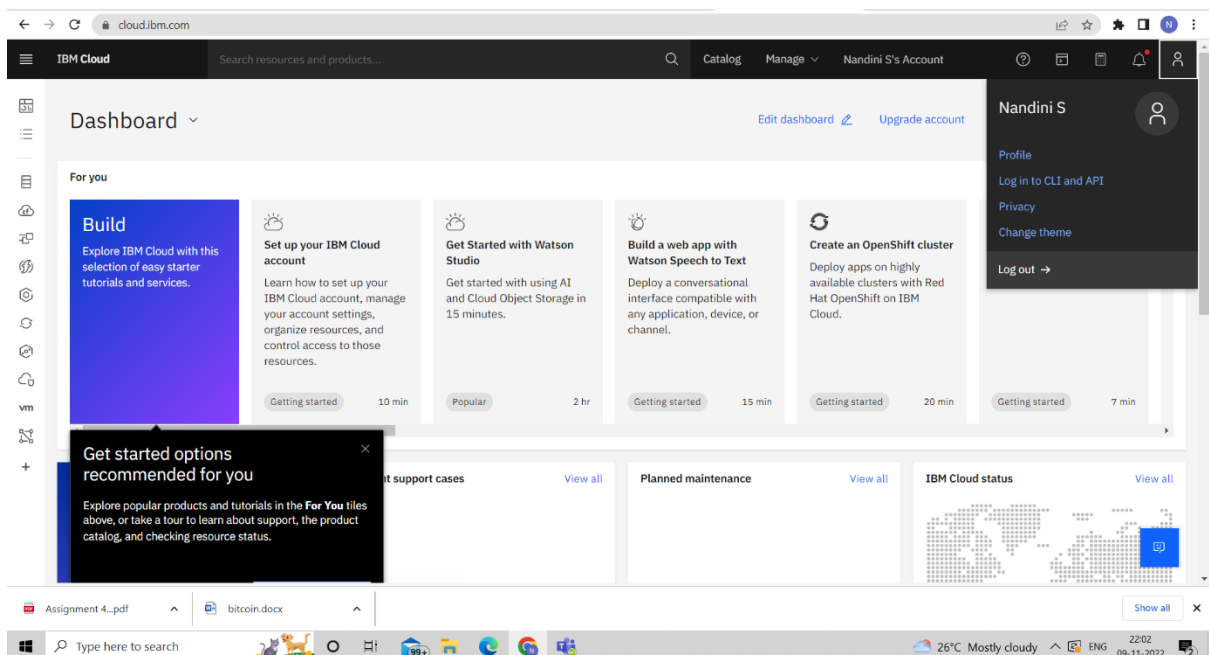 cloud.ibm.com
N
IBM Cloud
Search resources and products...
Catalog
Manage
Nandini S's Account
Nandini S
Profile
Log in to CLI and API
Privacy
Change theme
Log out →
Dashboard
Edit dashboard
Upgrade account
For you
Build
Explore IBM Cloud with this
selection of easy starter
tutorials and services.
Set up your IBM Cloud
account
Learn how to set up your
IBM Cloud account, manage
your account settings,
organize resources, and
control access to those
resources.
Getting started
10 min
Get Started with Watson
Studio
Get started with using AI
and Cloud Object Storage in
15 minutes.
Popular
2 hr
Build a web app with
Watson Speech to Text
Deploy a conversational
interface compatible with
any application, device, or
channel.
Getting started
15 min
Create an OpenShift cluster
Deploy apps on highly
available clusters with Red
Hat OpenShift on IBM
Cloud.
Getting started
20 min
Getting started
7 min
vm
Get started options
recommended for you
Explore popular products and tutorials in the For You tiles
above, or take a tour to learn about support, the product
catalog, and checking resource status.
support cases
View all
Planned maintenance
View all
IBM Cloud status
View all
Assignment 4...pdf
bitcoin.docx
Show all
Type here to search
99+
26°C Mostly cloudy
ENG
22:02
09-11-2022